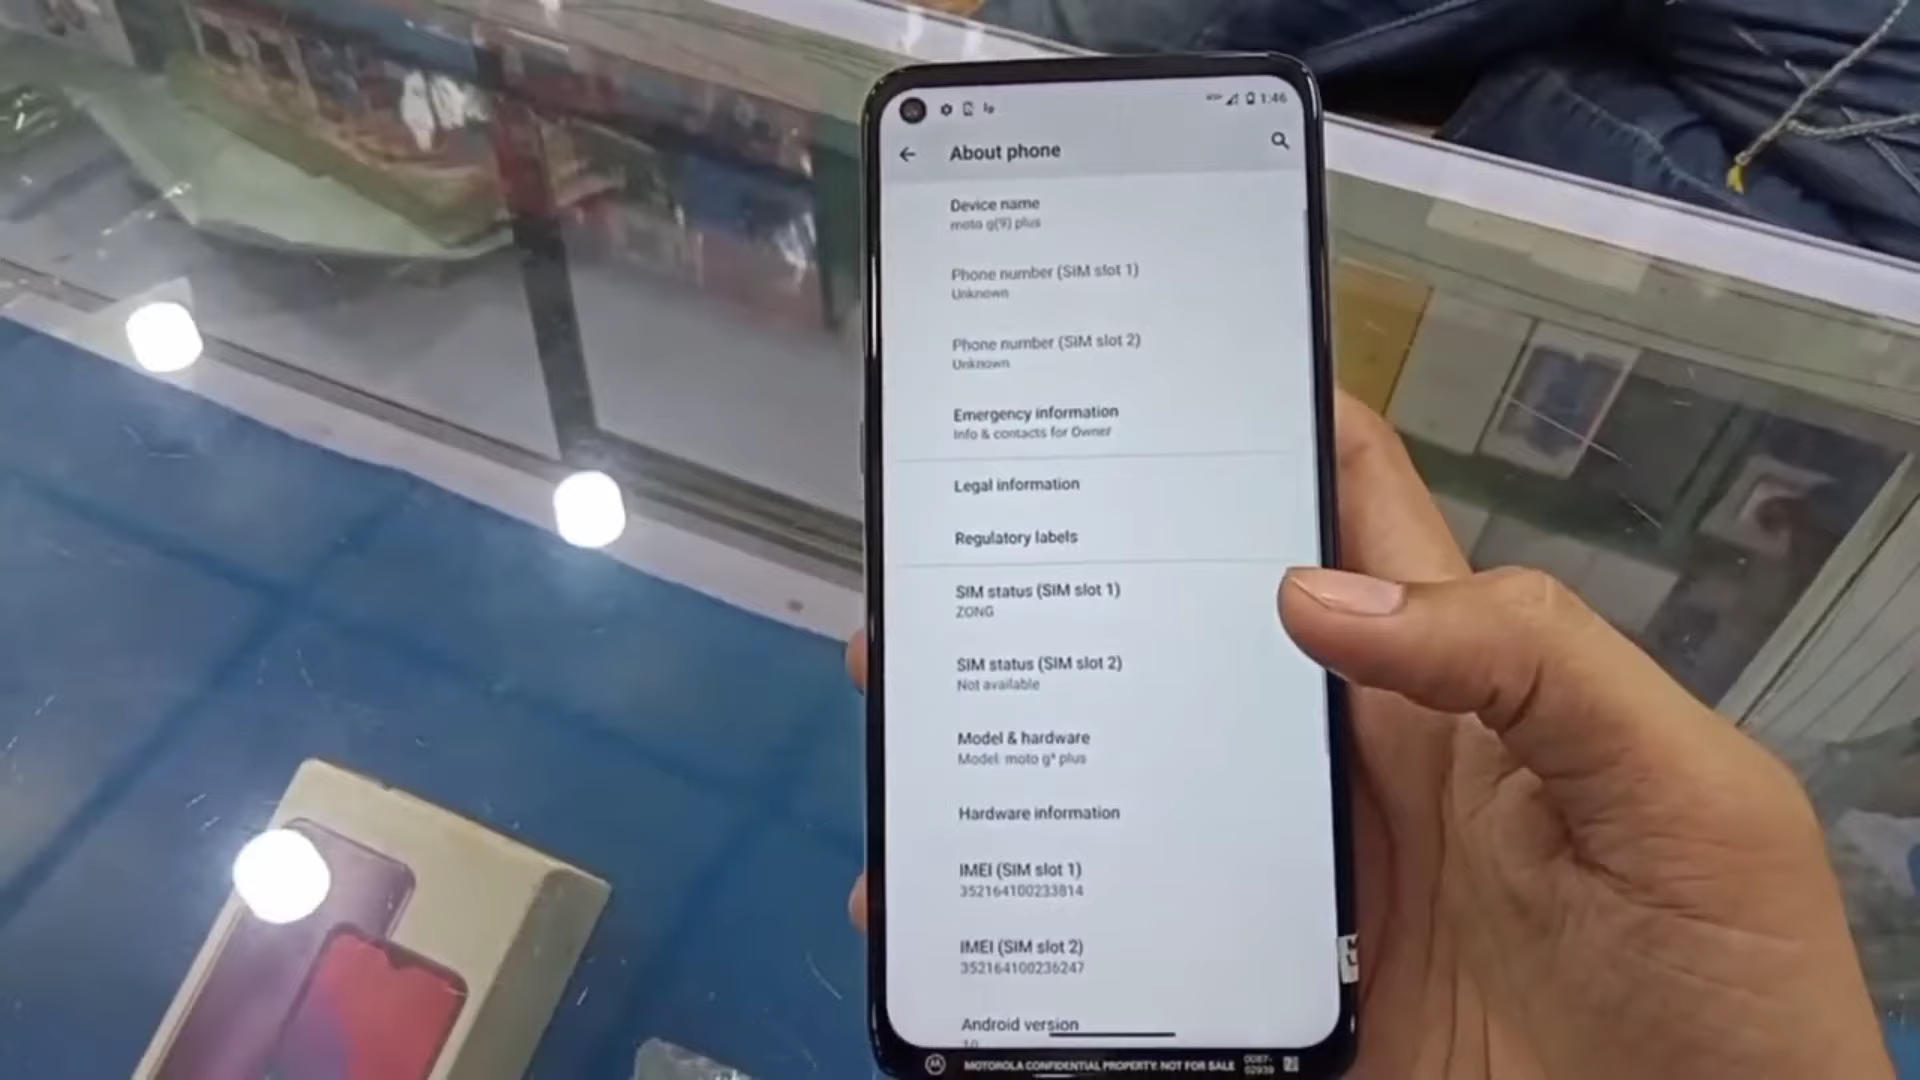 1:46
About phone
Device name
moto g(9) plus
Phone number (SIM slot 1)
Unknown
Phone number (SIM slot 2)
Unknown
Emergency information
Info & contacts for Owner
Legal information
Regulatory labels
SIM status (SIM slot 1)
ZONG
SIM status (SIM slot 2)
Not available
Model & hardware
Model: moto g⁹ plus
Hardware information
IMEI (SIM slot 1)
352164100233814
IMEI (SIM slot 2)
352164100236247
Android version
10
MOTOROLA CONFIDENTIAL PROPERTY: NOT FOR SALE
0087-
02939